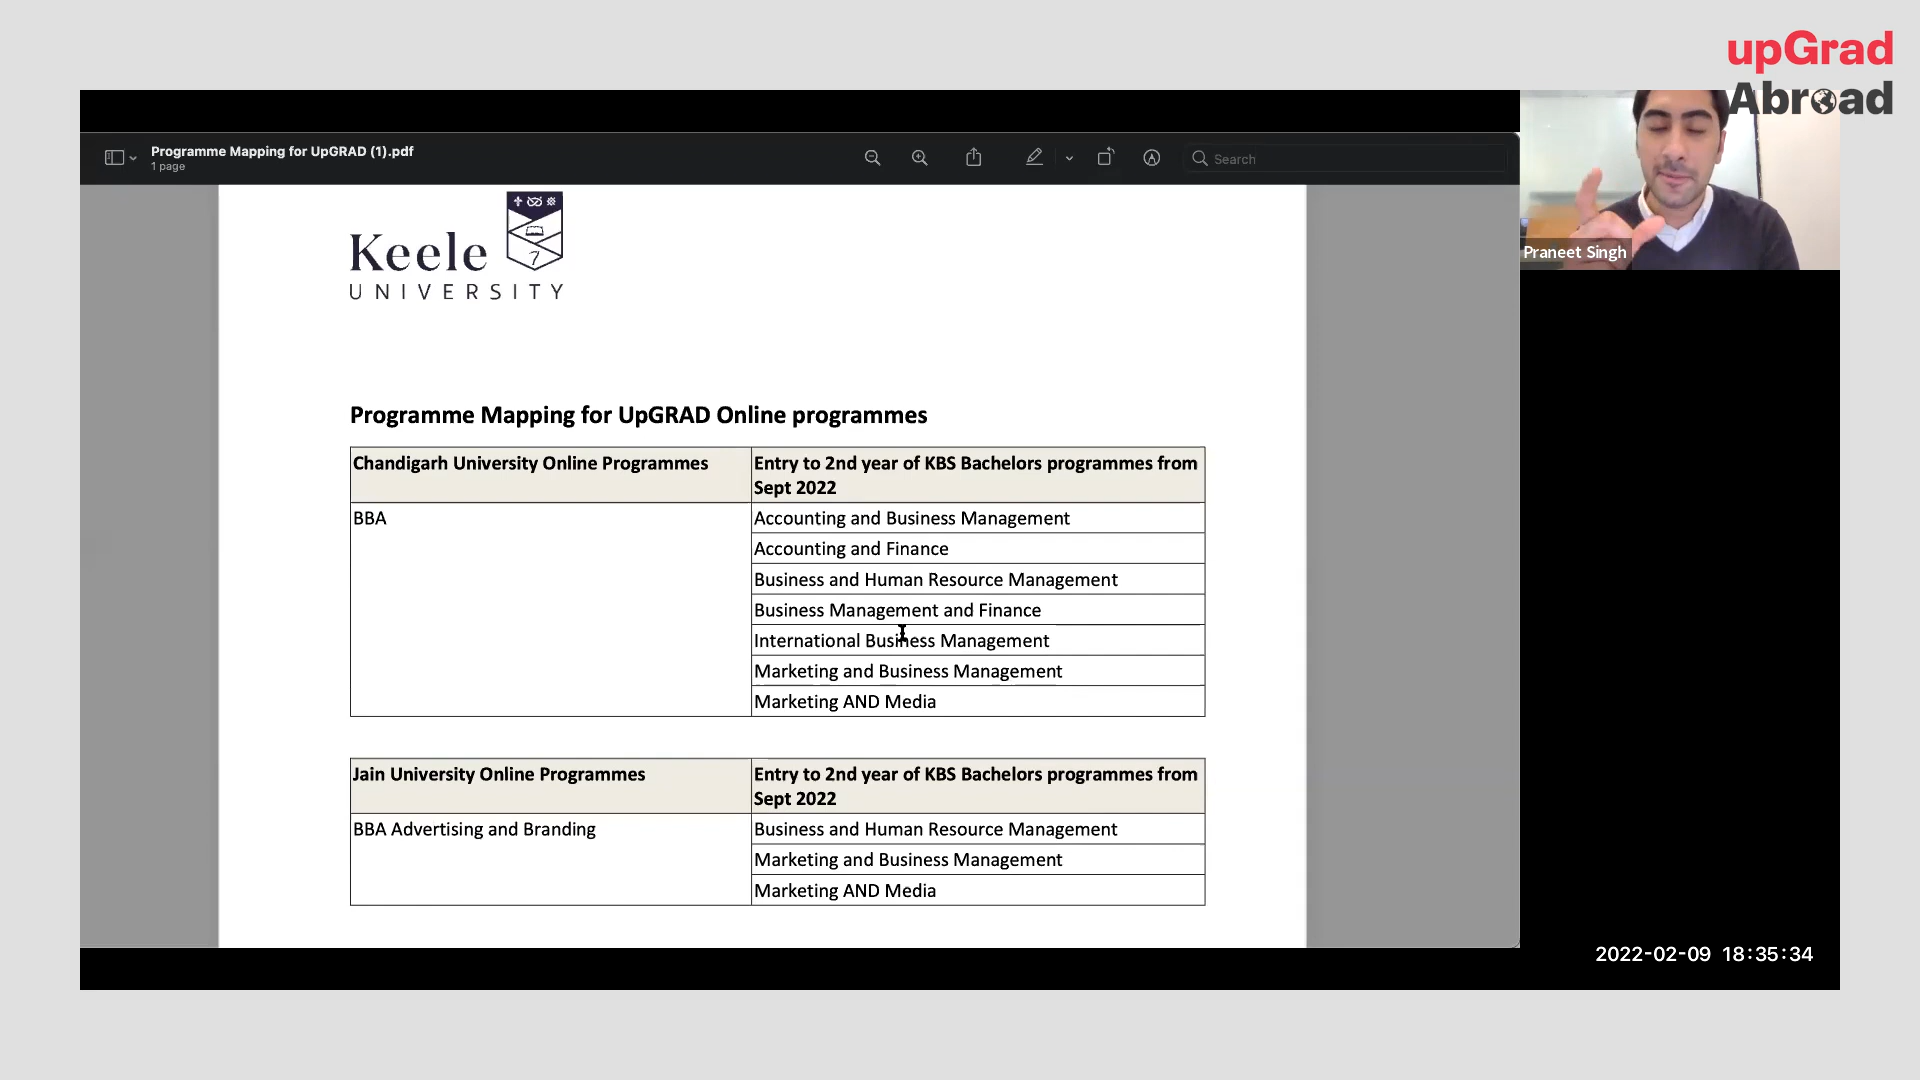 upGrad
Abroad
Programme Mapping for UpGRAD (1).pdf
1 page
Search
Praneet Singh
Keele
UNIVERSITY
Programme Mapping for UpGRAD Online programmes
Chandigarh University Online Programmes
Entry to 2nd year of KBS Bachelors programmes from
Sept 2022
BBA
Accounting and Business Management
Accounting and Finance
Business and Human Resource Management
Business Management and Finance
International Business Management
Marketing and Business Management
Marketing AND Media
Jain University Online Programmes
Entry to 2nd year of KBS Bachelors programmes from
Sept 2022
BBA Advertising and Branding
Business and Human Resource Management
Marketing and Business Management
Marketing AND Media
2022-02-09 18:35:34